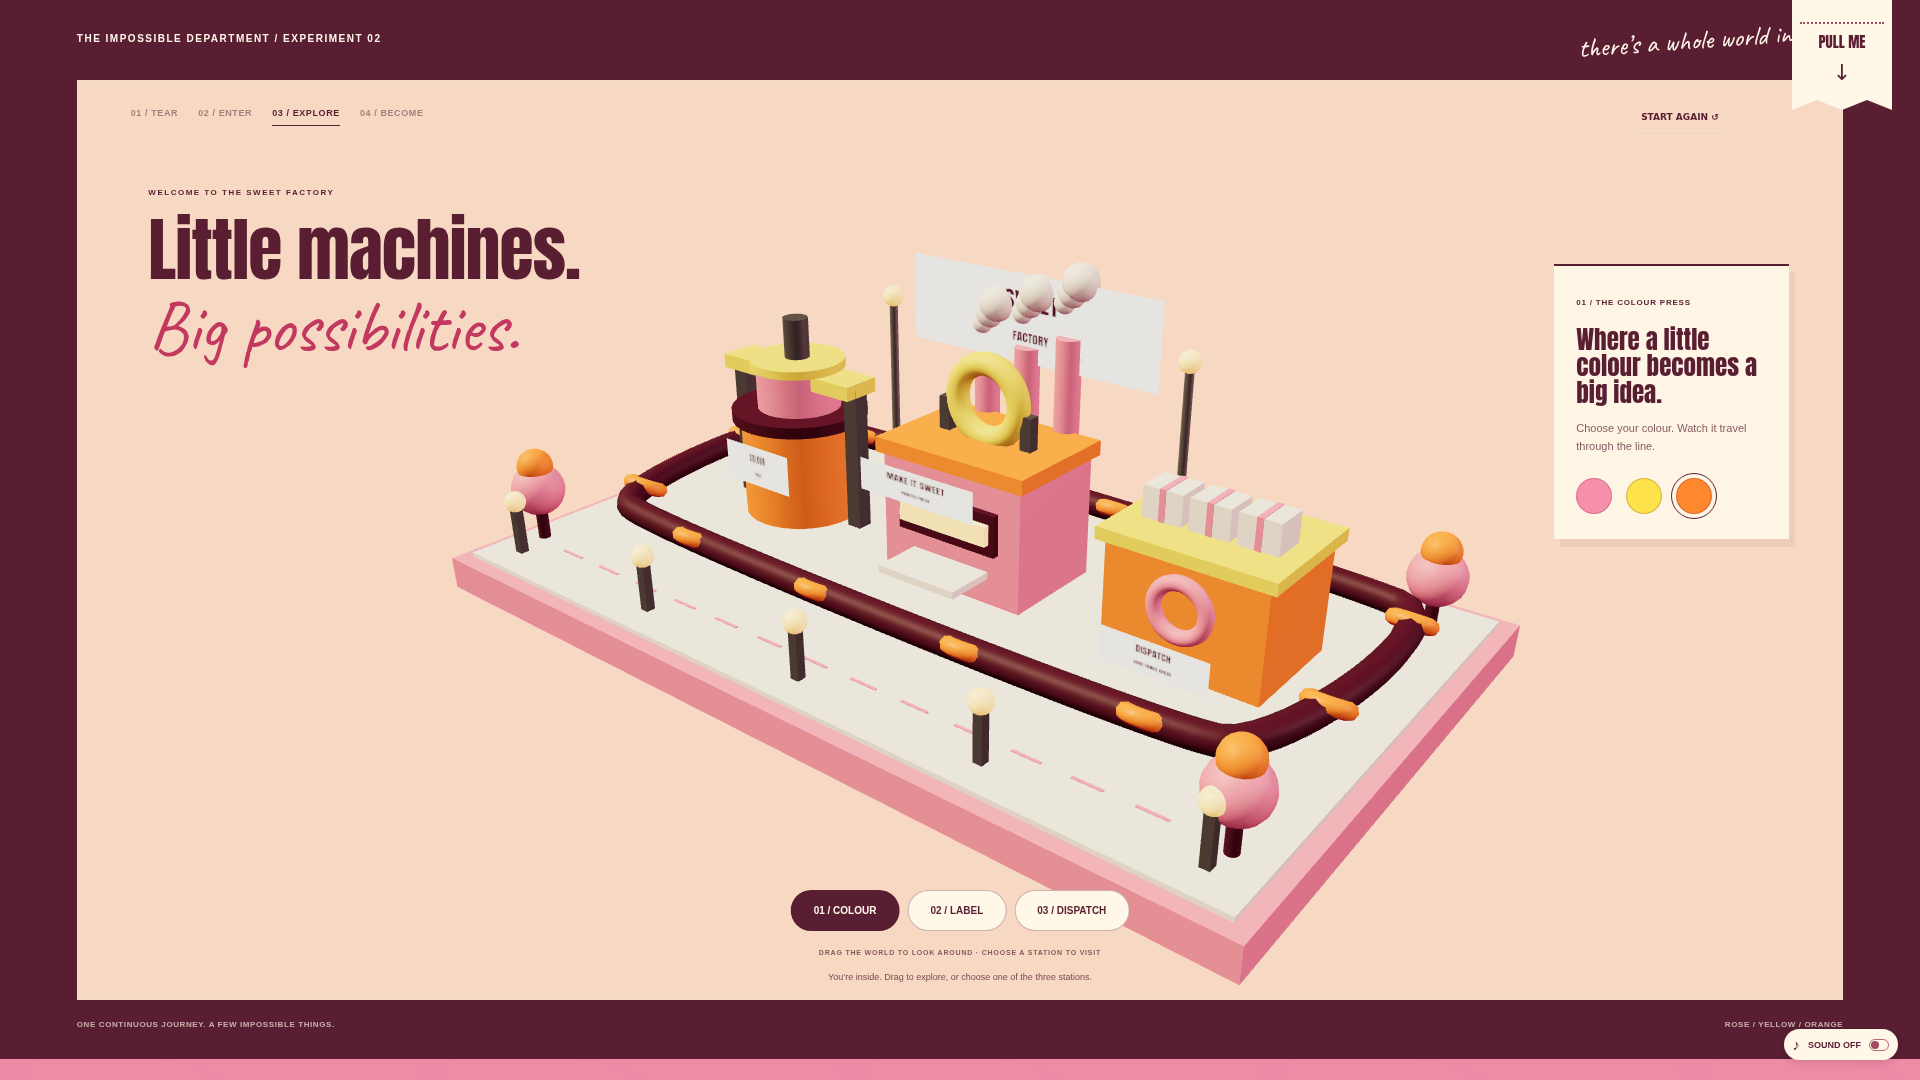 THE IMPOSSIBLE DEPARTMENT / EXPERIMENT 02
there's a whole world in
PULL ME
↓
01 / TEAR
02 / ENTER
03 / EXPLORE
04 / BECOME
START AGAIN ↺
WELCOME TO THE SWEET FACTORY
Little machines.
Big possibilities.
FACTORY
COLOUR
MAKE IT SWEET
DISPATCH
01 / THE COLOUR PRESS
Where a little
colour becomes a
big idea.
Choose your colour. Watch it travel
through the line.
01 / COLOUR
02 / LABEL
03 / DISPATCH
DRAG THE WORLD TO LOOK AROUND · CHOOSE A STATION TO VISIT
You're inside. Drag to explore, or choose one of the three stations.
ONE CONTINUOUS JOURNEY. A FEW IMPOSSIBLE THINGS.
ROSE / YELLOW / ORANGE
♪ SOUND OFF